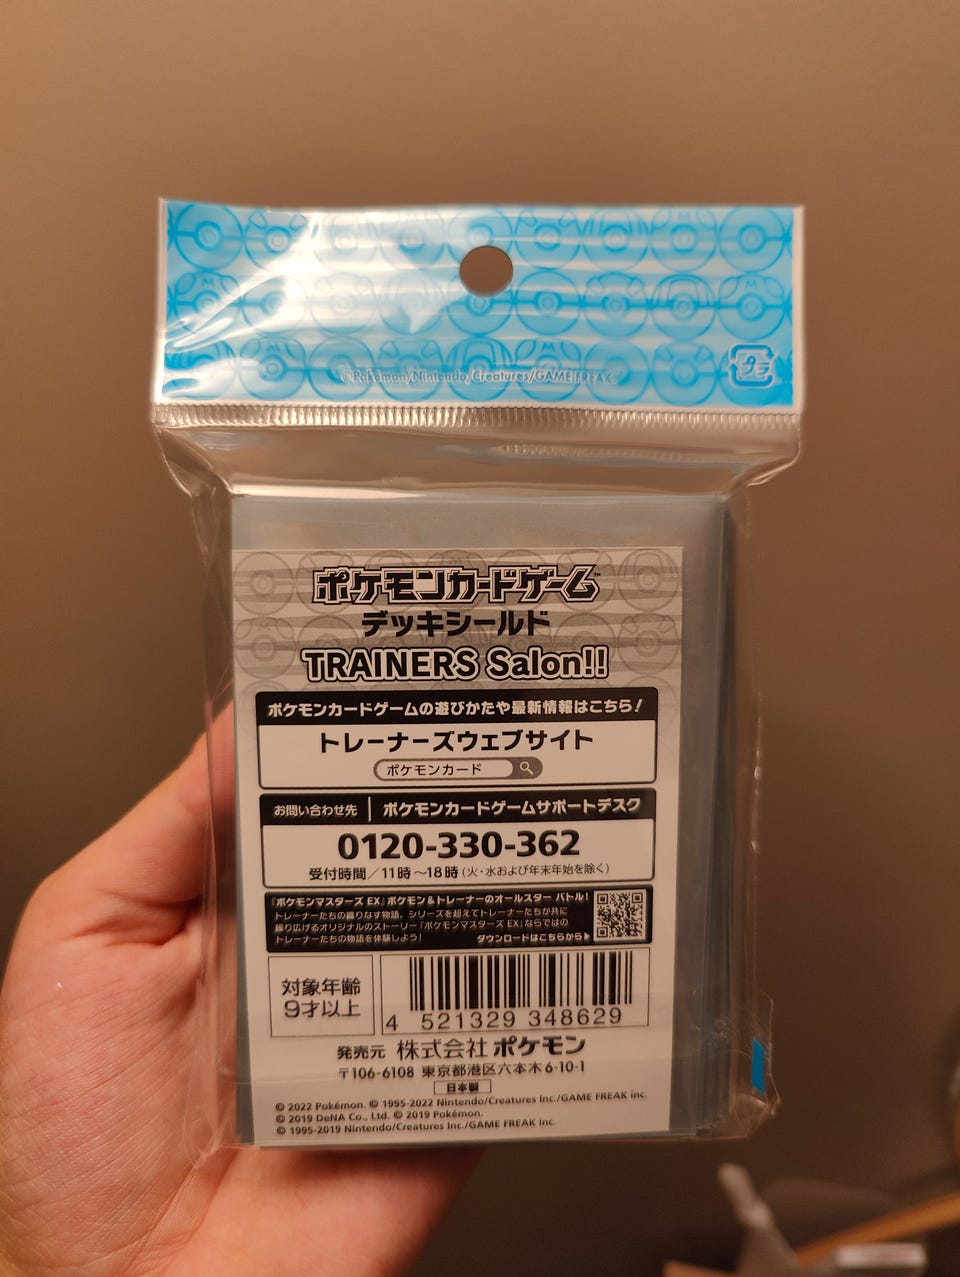 ©Pokémon/Nintendo/Creatures/GAME FREAK
プラ
ポケモンカードゲーム™
デッキシールド
TRAINERS Salon!!
ポケモンカードゲームの遊びかたや最新情報はこちら!
トレーナーズウェブサイト
ポケモンカード
お問い合わせ先 ポケモンカードゲームサポートデスク
0120-330-362
受付時間/11時~18時(火・水および年末年始を除く)
『ポケモンマスターズ EX』ポケモン&トレーナーのオールスター バトル!
トレーナーたちの織りなす物語。シリーズを超えてトレーナーたちが共に
繰り広げるオリジナルのストーリー『ポケモンマスターズ EX』ならではの
トレーナーたちの物語を体験しよう!
ダウンロードはこちらから▶
対象年齢
9才以上
4 521329 348629
発売元 株式会社 ポケモン
〒106-6108 東京都港区六本木6-10-1
日本製
© 2022 Pokémon. © 1995-2022 Nintendo/Creatures Inc./GAME FREAK inc.
© 2019 DeNA Co., Ltd. © 2019 Pokémon.
© 1995-2019 Nintendo/Creatures Inc./GAME FREAK inc.